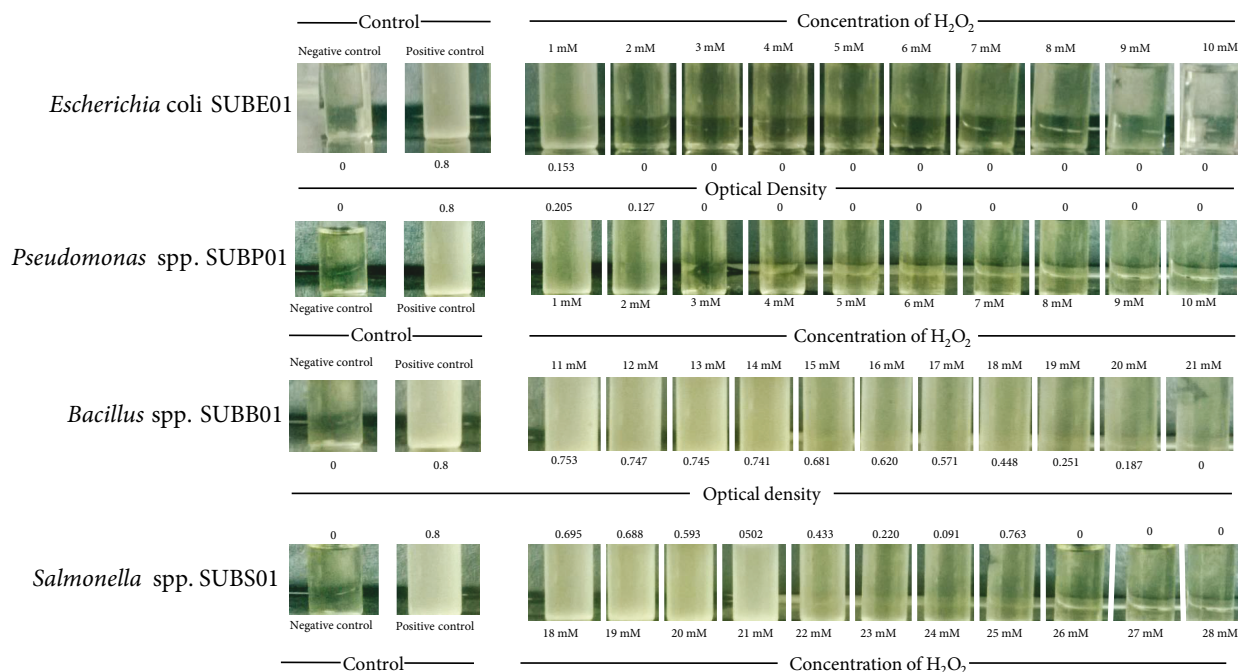 Control Concentration of H₂O₂
Negative control Positive control 1 mM 2 mM 3 mM 4 mM 5 mM 6 mM 7 mM 8 mM 9 mM 10 mM
Escherichia coli SUBE01
0 0.8 0.153 0 0 0 0 0 0 0 0 0
Optical Density
0 0.8 0.205 0.127 0 0 0 0 0 0 0 0
Pseudomonas spp. SUBP01
Negative control Positive control 1 mM 2 mM 3 mM 4 mM 5 mM 6 mM 7 mM 8 mM 9 mM 10 mM
Control Concentration of H₂O₂
Negative control Positive control 11 mM 12 mM 13 mM 14 mM 15 mM 16 mM 17 mM 18 mM 19 mM 20 mM 21 mM
Bacillus spp. SUBB01
0 0.8 0.753 0.747 0.745 0.741 0.681 0.620 0.571 0.448 0.251 0.187 0
Optical density
0 0.8 0.695 0.688 0.593 0502 0.433 0.220 0.091 0.763 0 0 0
Salmonella spp. SUBS01
Negative control Positive control 18 mM 19 mM 20 mM 21 mM 22 mM 23 mM 24 mM 25 mM 26 mM 27 mM 28 mM
Control Concentration of H₂O₂